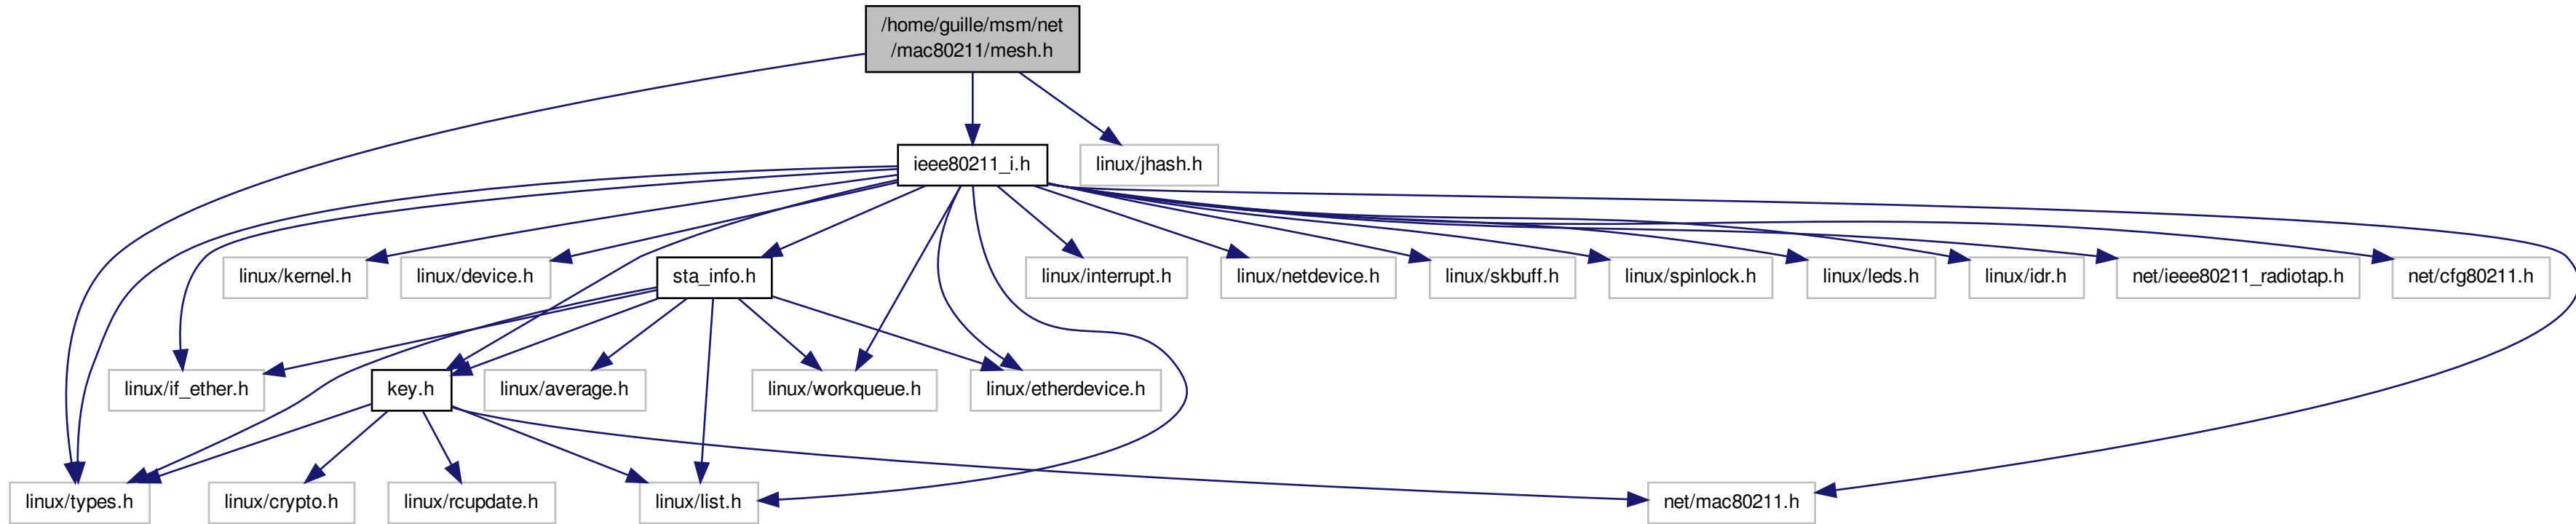 /home/guille/msm/net
/mac80211/mesh.h
ieee80211_i.h
linux/jhash.h
linux/kernel.h
linux/device.h
sta_info.h
linux/interrupt.h
linux/netdevice.h
linux/skbuff.h
linux/spinlock.h
linux/leds.h
linux/idr.h
net/ieee80211_radiotap.h
net/cfg80211.h
linux/if_ether.h
key.h
linux/average.h
linux/workqueue.h
linux/etherdevice.h
linux/types.h
linux/crypto.h
linux/rcupdate.h
linux/list.h
net/mac80211.h